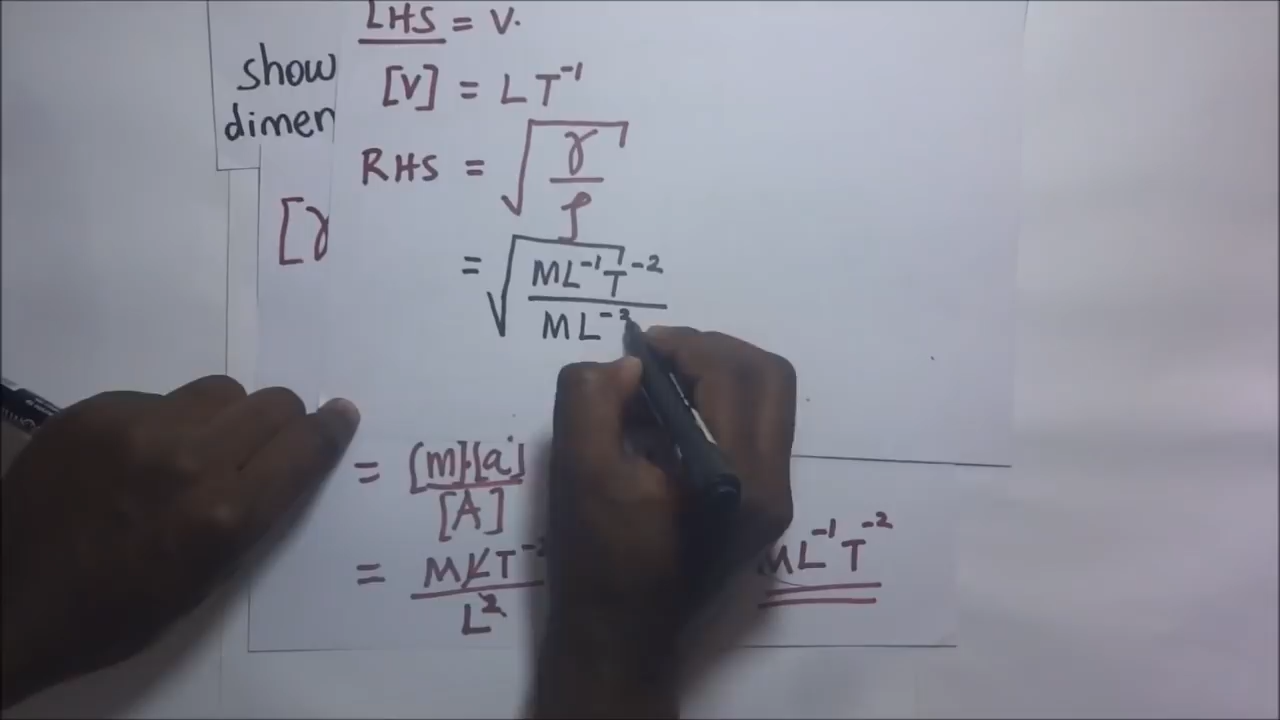 LHS = V.
show
dimen
[V] = LT⁻¹
RHS = √(γ/ρ)
[γ
= √(ML⁻¹T⁻²/ML⁻³)
= [m].[a]/[A]
= MLT⁻²/L²
ML⁻¹T⁻²